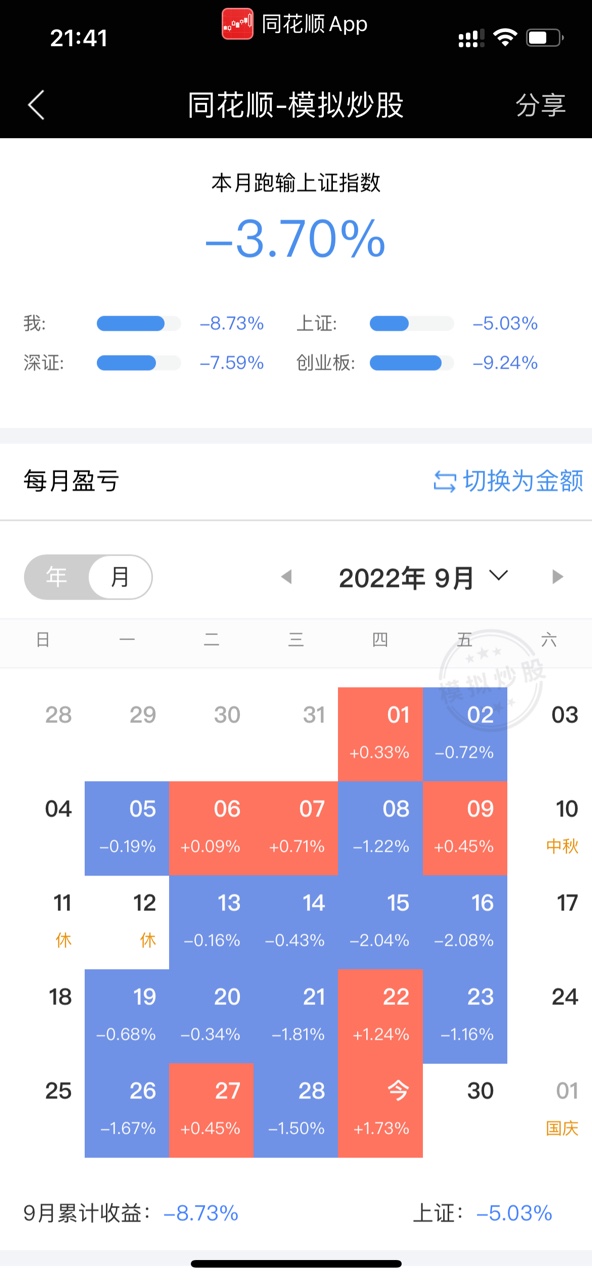 21:41
同花顺App
同花顺-模拟炒股
分享
本月跑输上证指数
–3.70%
我: –8.73% 上证: –5.03%
深证: –7.59% 创业板: –9.24%
每月盈亏
切换为金额
年 月
2022年 9月
日 一 二 三 四 五 六
模拟炒股
28 29 30 31 01 02 03
+0.33% –0.72%
04 05 06 07 08 09 10
–0.19% +0.09% +0.71% –1.22% +0.45% 中秋
11 12 13 14 15 16 17
休 休 –0.16% –0.43% –2.04% –2.08%
18 19 20 21 22 23 24
–0.68% –0.34% –1.81% +1.24% –1.16%
25 26 27 28 今 30 01
–1.67% +0.45% –1.50% +1.73% 国庆
9月累计收益: –8.73% 上证: –5.03%